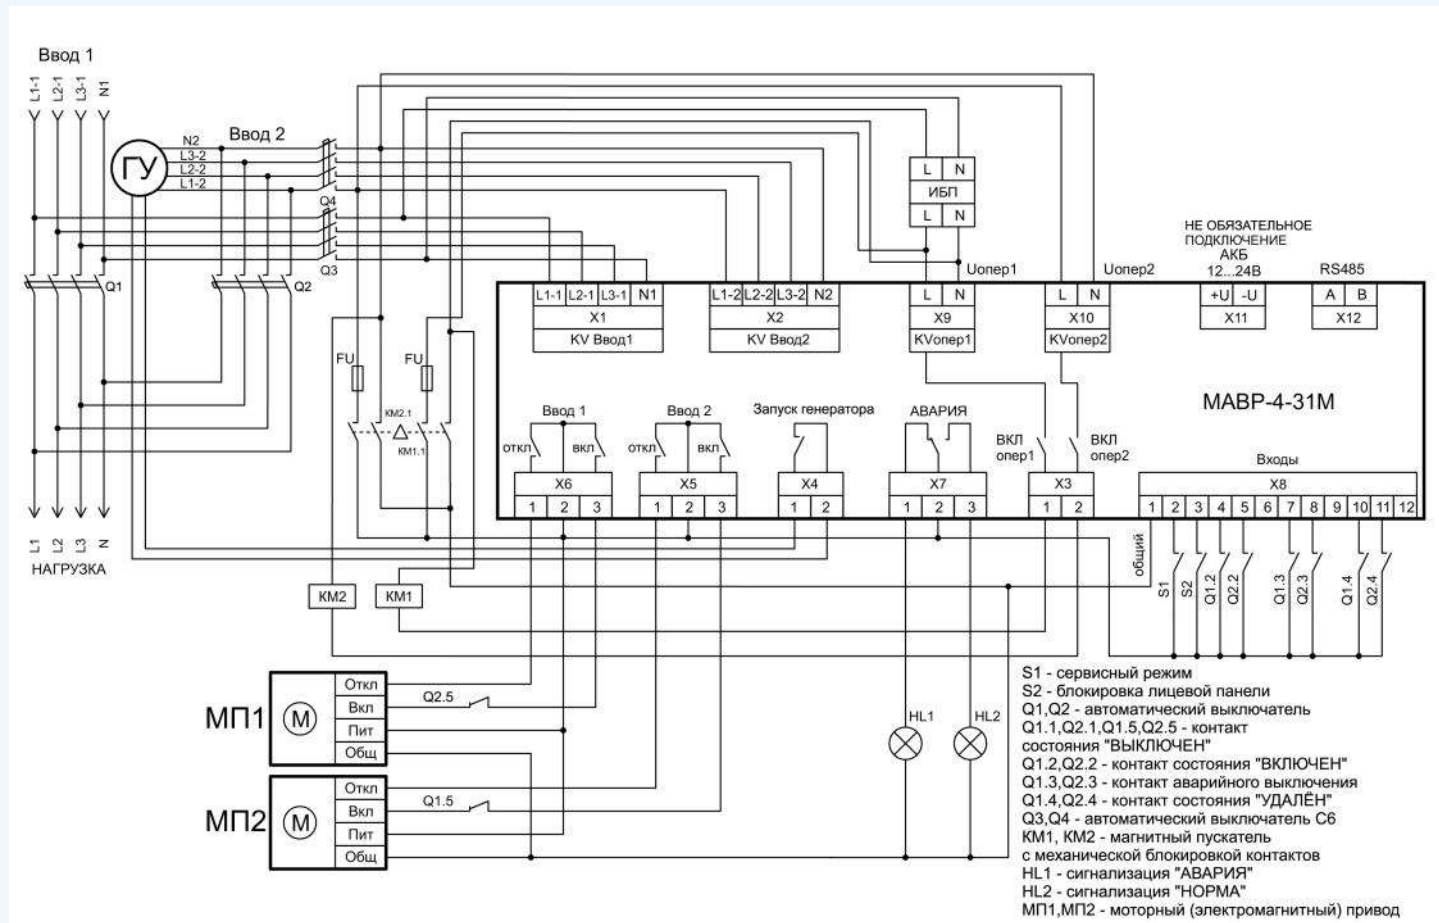 Ввод 1
L1-1
L2-1
L3-1
N1
ГУ
Ввод 2
N2
L3-2
L2-2
L1-2
Q4
Q3
Q1
Q2
L N
ИБП
L N
НЕ ОБЯЗАТЕЛЬНОЕ
ПОДКЛЮЧЕНИЕ
АКБ
12...24В
RS485
Uопер1
Uопер2
L1-1 L2-1 L3-1 N1
X1
KV Ввод1
L1-2 L2-2 L3-2 N2
X2
KV Ввод2
L N
X9
KVопер1
L N
X10
KVопер2
+U -U
X11
A B
X12
МАВР-4-31М
FU
FU
КМ2.1
КМ1.1
Ввод 1
откл
вкл
X6
1 2 3
Ввод 2
откл
вкл
X5
1 2 3
Запуск генератора
X4
1 2
АВАРИЯ
X7
1 2 3
ВКЛ
опер1
ВКЛ
опер2
X3
1 2
Входы
X8
1 2 3 4 5 6 7 8 9 10 11 12
общий
S1
S2
Q1.2
Q2.2
Q1.3
Q2.3
Q1.4
Q2.4
L1
L2
L3
N
НАГРУЗКА
КМ2
КМ1
МП1
М
Откл
Вкл
Пит
Общ
Q2.5
МП2
М
Откл
Вкл
Пит
Общ
Q1.5
HL1
HL2
S1 - сервисный режим
S2 - блокировка лицевой панели
Q1,Q2 - автоматический выключатель
Q1.1,Q2.1,Q1.5,Q2.5 - контакт
состояния "ВЫКЛЮЧЕН"
Q1.2,Q2.2 - контакт состояния "ВКЛЮЧЕН"
Q1.3,Q2.3 - контакт аварийного выключения
Q1.4,Q2.4 - контакт состояния "УДАЛЁН"
Q3,Q4 - автоматический выключатель С6
КМ1, КМ2 - магнитный пускатель
с механической блокировкой контактов
HL1 - сигнализация "АВАРИЯ"
HL2 - сигнализация "НОРМА"
МП1,МП2 - моторный (электромагнитный) привод